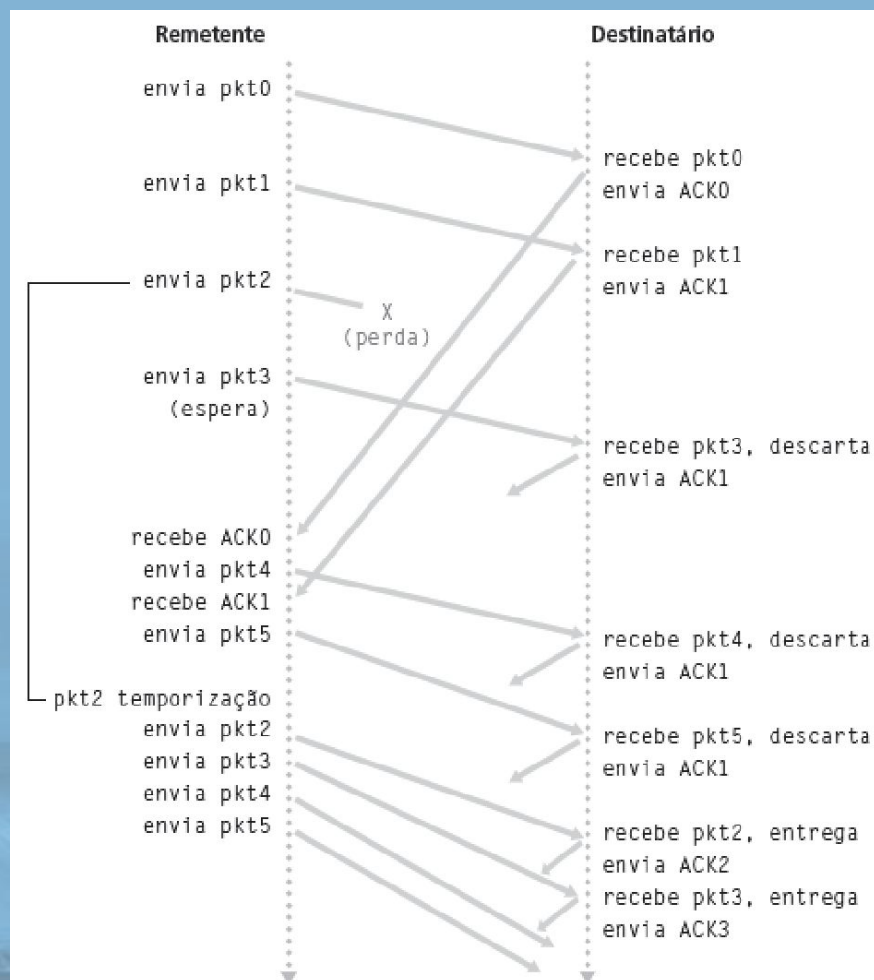 Remetente
Destinatário
envia pkt0
recebe pkt0
envia ACK0
envia pkt1
recebe pkt1
envia ACK1
envia pkt2
X
(perda)
envia pkt3
(espera)
recebe pkt3, descarta
envia ACK1
recebe ACK0
envia pkt4
recebe ACK1
envia pkt5
recebe pkt4, descarta
envia ACK1
pkt2 temporização
envia pkt2
envia pkt3
envia pkt4
envia pkt5
recebe pkt5, descarta
envia ACK1
recebe pkt2, entrega
envia ACK2
recebe pkt3, entrega
envia ACK3